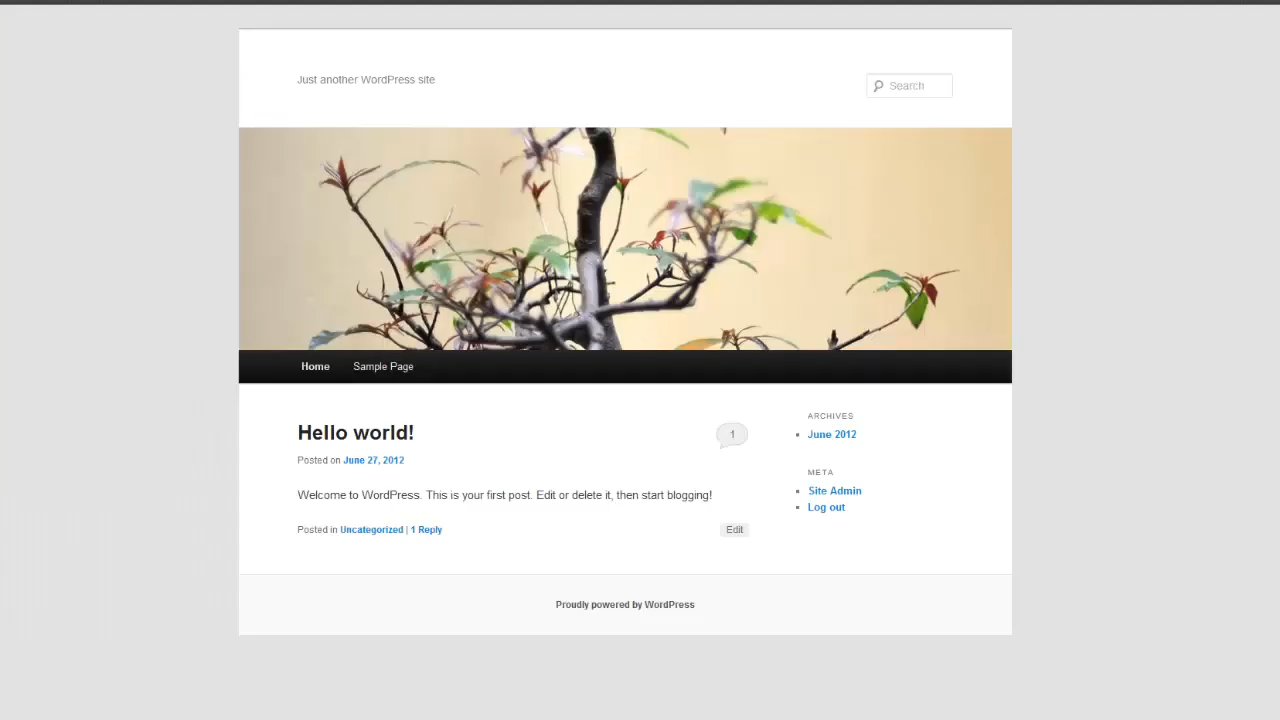 Just another WordPress site
Search
Home
Sample Page
Hello world!
1
Posted on June 27, 2012
Welcome to WordPress. This is your first post. Edit or delete it, then start blogging!
Posted in Uncategorized | 1 Reply
Edit
ARCHIVES
June 2012
META
Site Admin
Log out
Proudly powered by WordPress